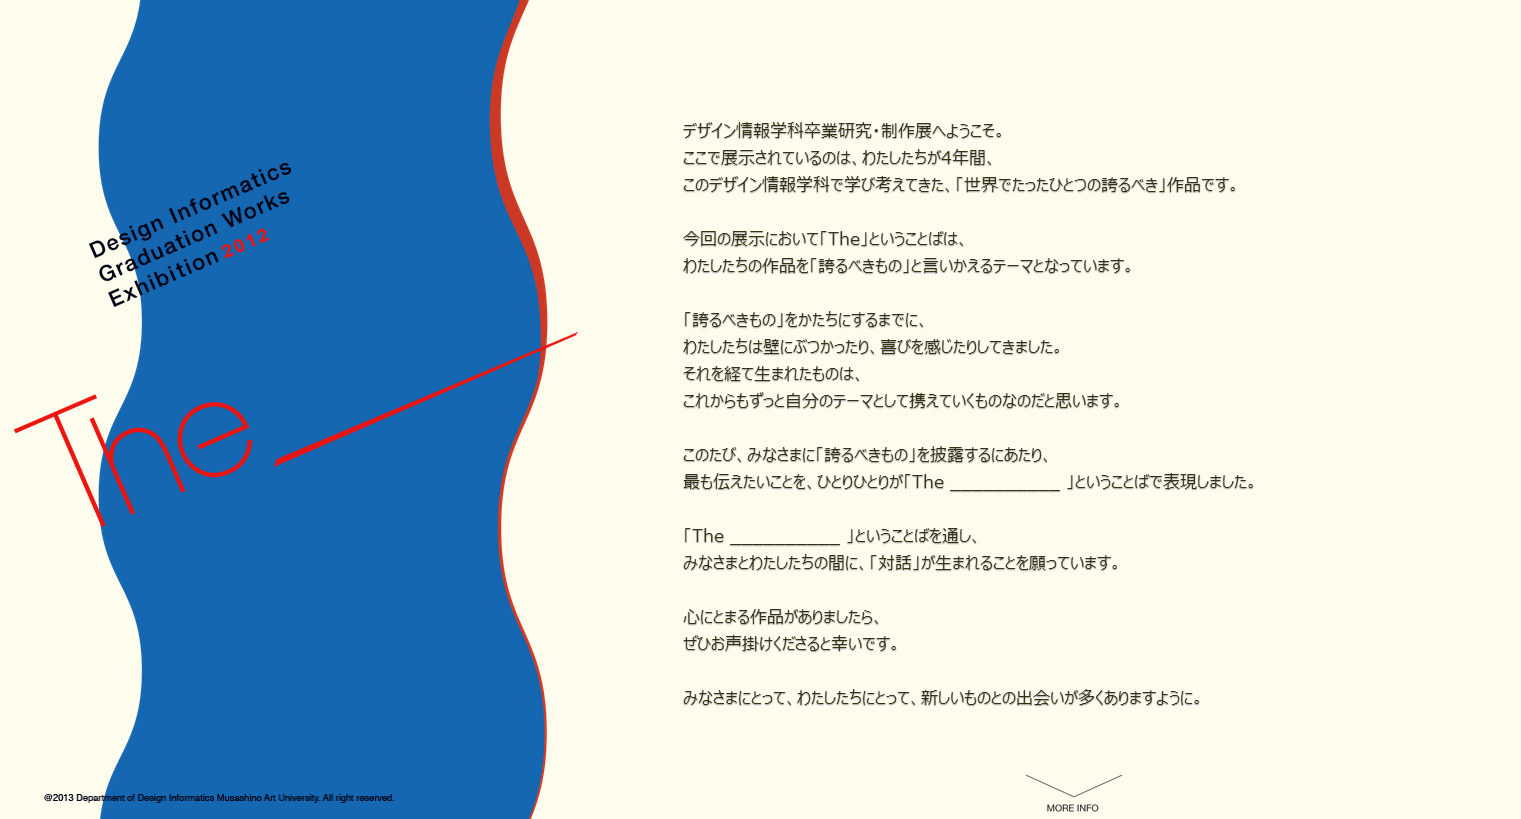 Design Informatics
Graduation Works
Exhibition 2012
The
デザイン情報学科卒業研究・制作展へようこそ。
ここで展示されているのは、わたしたちが4年間、
このデザイン情報学科で学び考えてきた、「世界でたったひとつの誇るべき」作品です。
今回の展示において「The」ということばは、
わたしたちの作品を「誇るべきもの」と言いかえるテーマとなっています。
「誇るべきもの」をかたちにするまでに、
わたしたちは壁にぶつかったり、喜びを感じたりしてきました。
それを経て生まれたものは、
これからもずっと自分のテーマとして携えていくものなのだと思います。
このたび、みなさまに「誇るべきもの」を披露するにあたり、
最も伝えたいことを、ひとりひとりが「The __________ 」ということばで表現しました。
「The __________ 」ということばを通し、
みなさまとわたしたちの間に、「対話」が生まれることを願っています。
心にとまる作品がありましたら、
ぜひお声掛けくださると幸いです。
みなさまにとって、わたしたちにとって、新しいものとの出会いが多くありますように。
@2013 Department of Design Informatics Musashino Art University. All right reserved.
MORE INFO